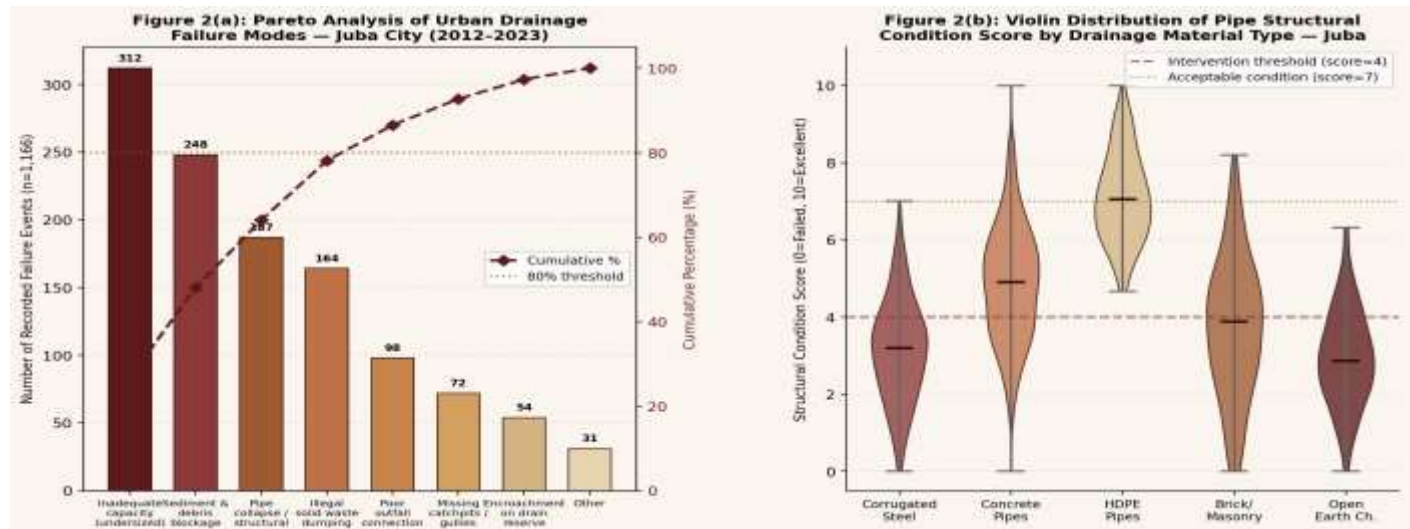 Figure 2(a): Pareto Analysis of Urban Drainage
Failure Modes — Juba City (2012–2023)
Number of Recorded Failure Events (n=1,166)
300
250
200
150
100
50
0
312
248
187
164
98
72
54
31
Cumulative %
80% threshold
100
80
60
40
20
0
Cumulative Percentage (%)
Inadequate
capacity
(undersized)
Sediment &
debris
blockage
Pipe
collapse /
structural
Illegal
solid waste
dumping
Poor
outfall
connection
Missing
catchpits /
gullies
Encroachment
on drain
reserve
Other
Figure 2(b): Violin Distribution of Pipe Structural
Condition Score by Drainage Material Type — Juba
Structural Condition Score (0=Failed, 10=Excellent)
10
8
6
4
2
0
Intervention threshold (score=4)
Acceptable condition (score=7)
Corrugated
Steel
Concrete
Pipes
HDPE
Pipes
Brick/
Masonry
Open
Earth Ch.